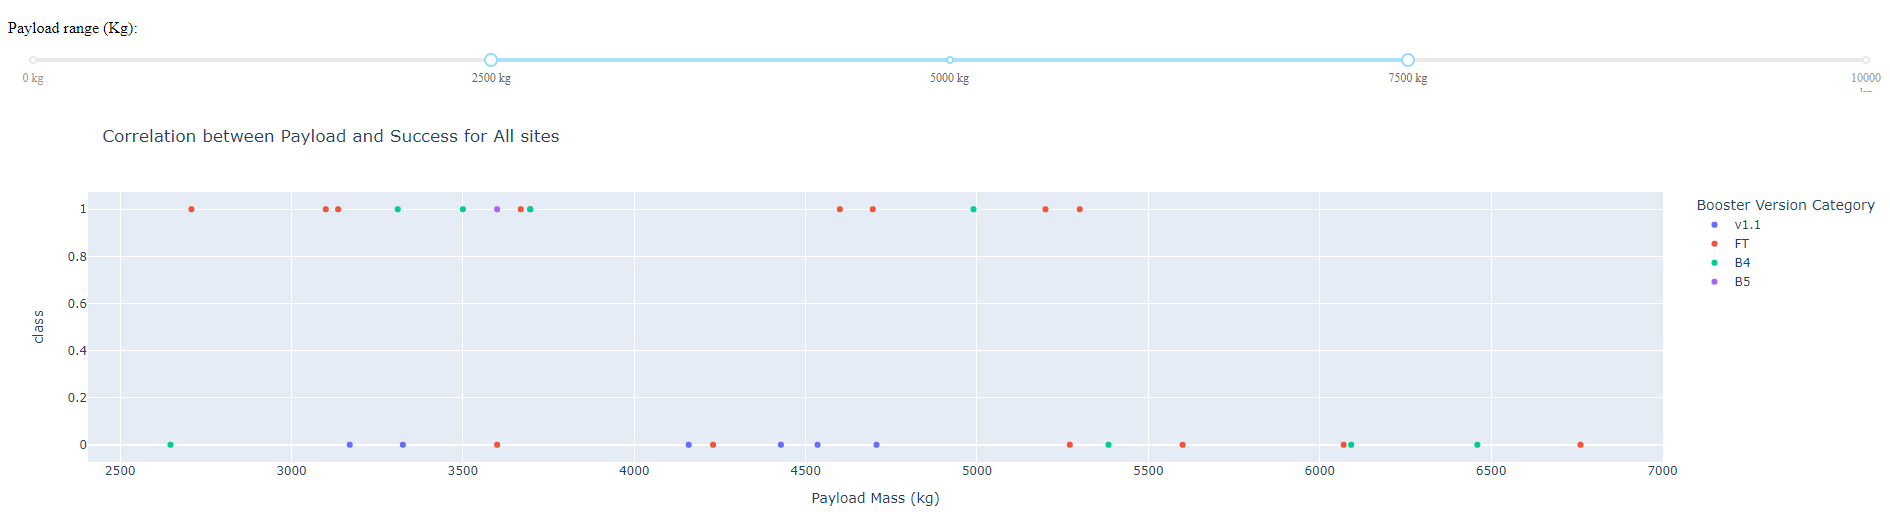 Payload range (Kg):
0 kg 2500 kg 5000 kg 7500 kg 10000
Correlation between Payload and Success for All sites
Booster Version Category
v1.1
FT
B4
B5
1
0.8
0.6
0.4
0.2
0
class
2500 3000 3500 4000 4500 5000 5500 6000 6500 7000
Payload Mass (kg)